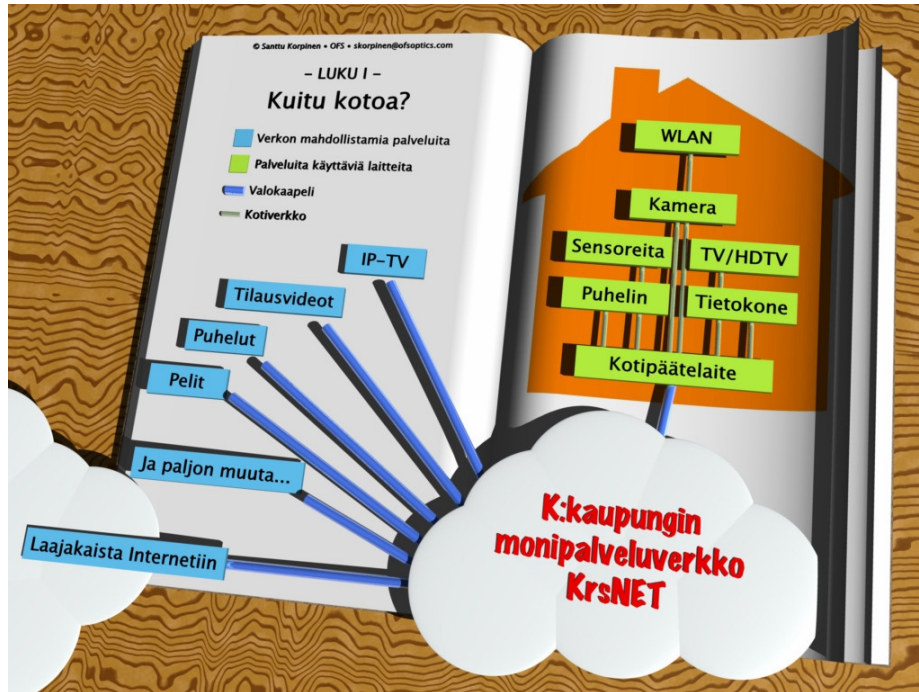 © Santtu Korpinen • OFS • skorpinen@ofsoptics.com
– LUKU I –
Kuitu kotoa?
Verkon mahdollistamia palveluita
Palveluita käyttäviä laitteita
Valokaapeli
Kotiverkko
IP-TV
Tilausvideot
Puhelut
Pelit
Ja paljon muuta...
Laajakaista Internetiin
WLAN
Kamera
Sensoreita
TV/HDTV
Puhelin
Tietokone
Kotipäätelaite
K:kaupungin
monipalveluverkko
KrsNET